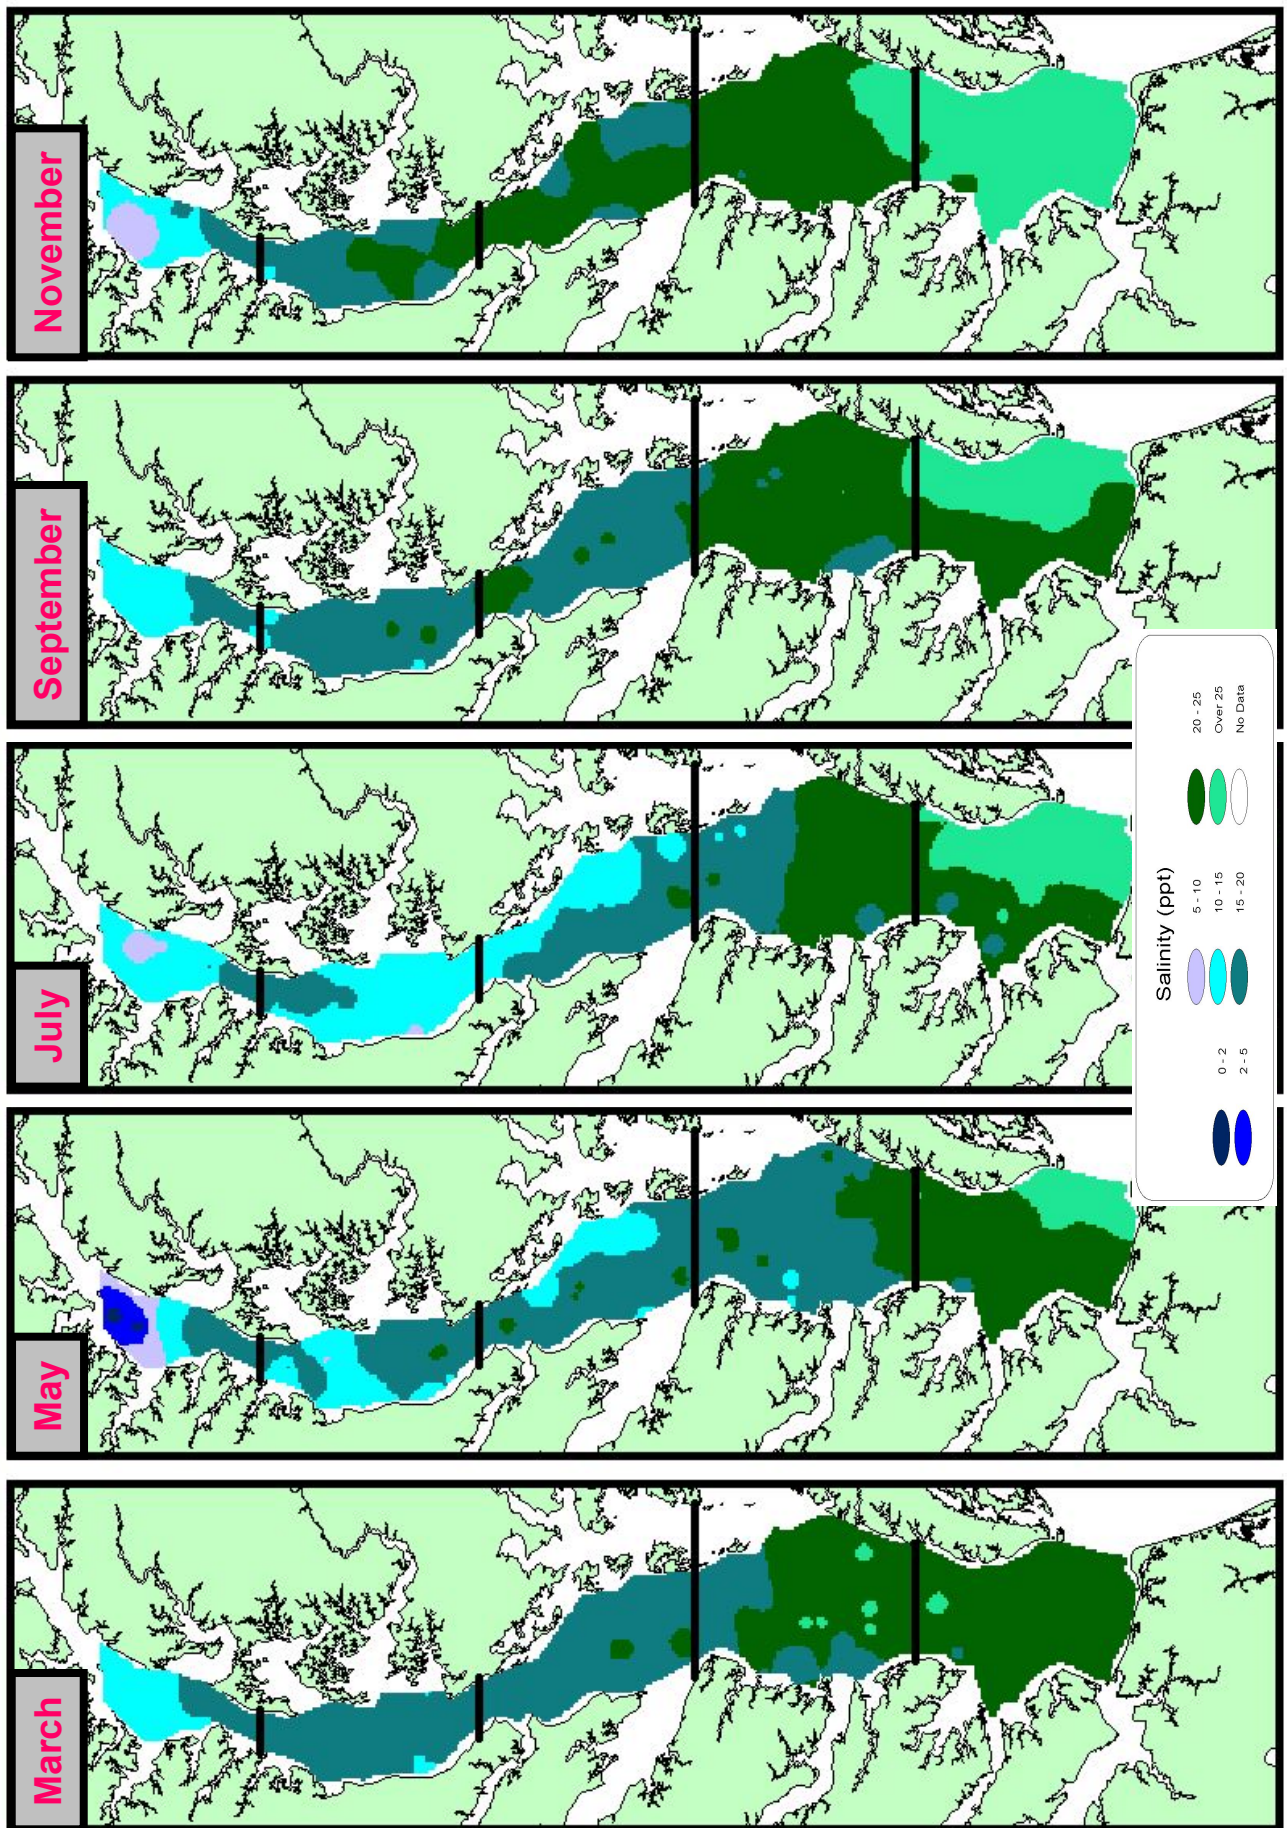 March
May
July
September
November
Salinity (ppt)
0 - 2
2 - 5
5 - 10
10 - 15
15 - 20
20 - 25
Over 25
No Data